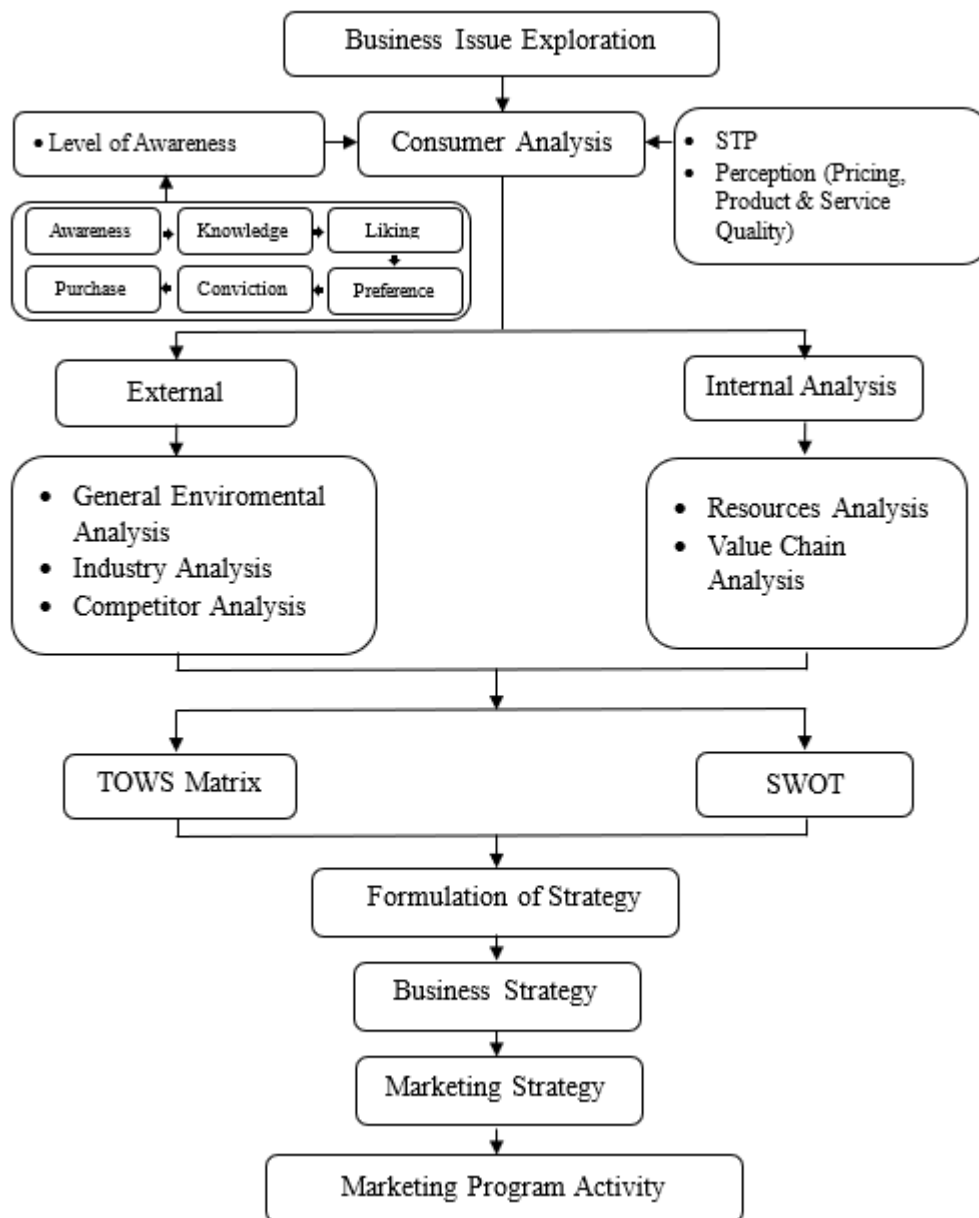 Business Issue Exploration
• Level of Awareness
Consumer Analysis
• STP
• Perception (Pricing,
Product & Service
Quality)
Awareness
Knowledge
Liking
Purchase
Conviction
Preference
External
Internal Analysis
• General Enviromental
Analysis
• Industry Analysis
• Competitor Analysis
• Resources Analysis
• Value Chain
Analysis
TOWS Matrix
SWOT
Formulation of Strategy
Business Strategy
Marketing Strategy
Marketing Program Activity